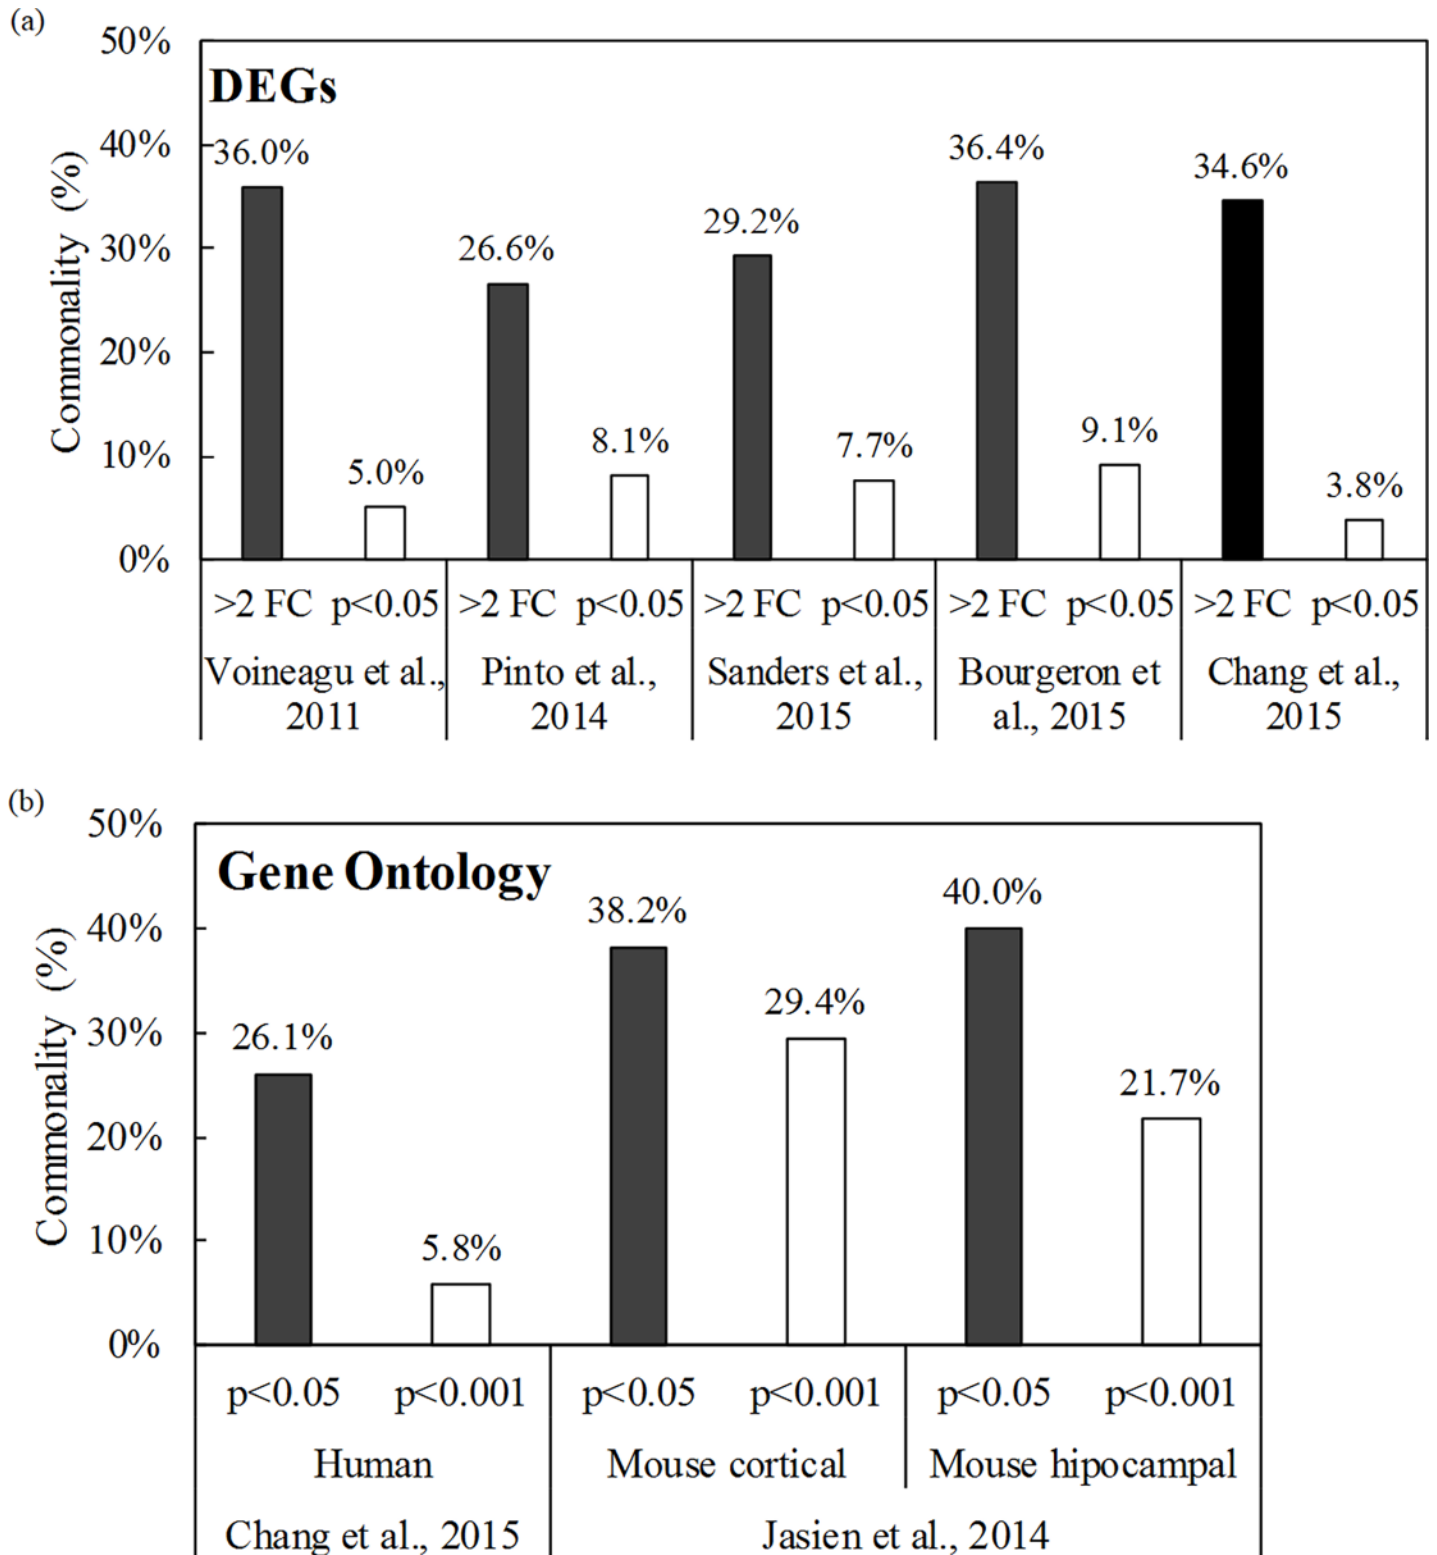 (a)
50%
DEGs
40%
30%
20%
10%
0%
Commonality (%)
36.0%
5.0%
26.6%
8.1%
29.2%
7.7%
36.4%
9.1%
34.6%
3.8%
>2 FC p<0.05 >2 FC p<0.05 >2 FC p<0.05 >2 FC p<0.05 >2 FC p<0.05
Voineagu et al.,
2011
Pinto et al.,
2014
Sanders et al.,
2015
Bourgeron et
al., 2015
Chang et al.,
2015
(b)
50%
Gene Ontology
40%
30%
20%
10%
0%
Commonality (%)
26.1%
5.8%
38.2%
29.4%
40.0%
21.7%
p<0.05 p<0.001 p<0.05 p<0.001 p<0.05 p<0.001
Human Mouse cortical Mouse hipocampal
Chang et al., 2015 Jasien et al., 2014